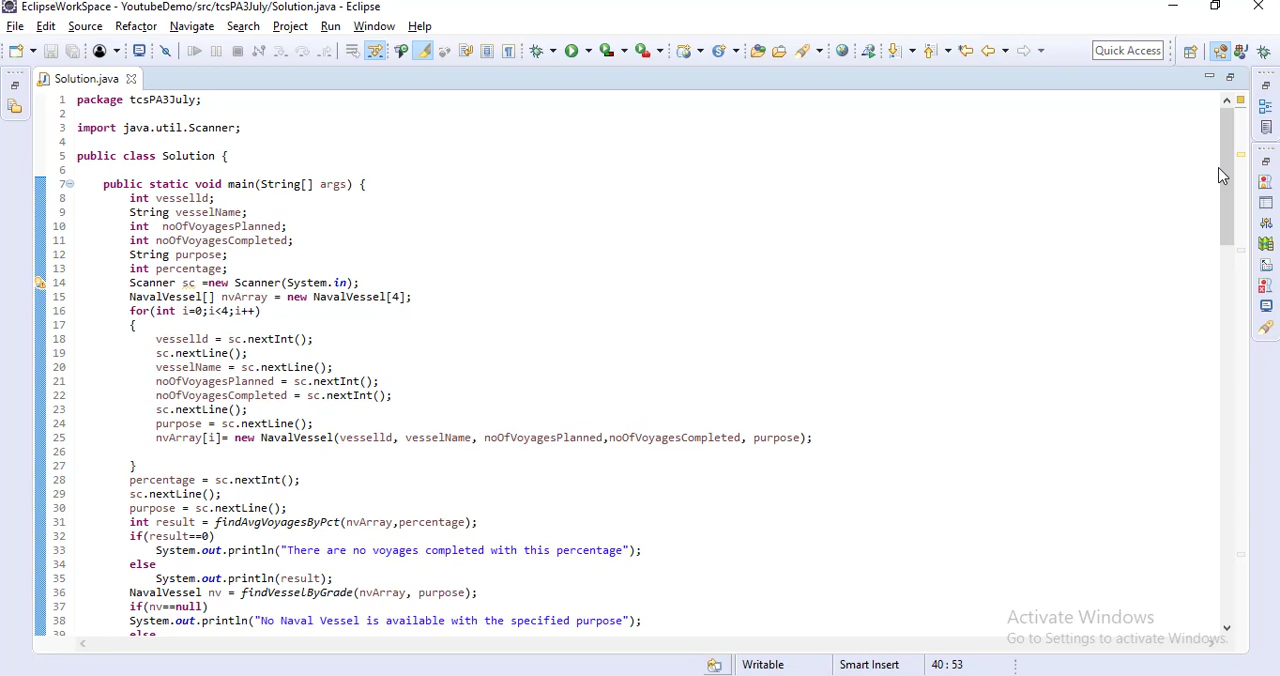 EclipseWorkSpace - YoutubeDemo/src/tcsPA3July/Solution.java - Eclipse
File Edit Source Refactor Navigate Search Project Run Window Help
Quick Access
Solution.java
1 package tcsPA3July;
2
3 import java.util.Scanner;
4
5 public class Solution {
6
7 public static void main(String[] args) {
8 int vesselld;
9 String vesselName;
10 int  noOfVoyagesPlanned;
11 int noOfVoyagesCompleted;
12 String purpose;
13 int percentage;
14 Scanner sc =new Scanner(System.in);
15 NavalVessel[] nvArray = new NavalVessel[4];
16 for(int i=0;i<4;i++)
17 {
18 vesselld = sc.nextInt();
19 sc.nextLine();
20 vesselName = sc.nextLine();
21 noOfVoyagesPlanned = sc.nextInt();
22 noOfVoyagesCompleted = sc.nextInt();
23 sc.nextLine();
24 purpose = sc.nextLine();
25 nvArray[i]= new NavalVessel(vesselld, vesselName, noOfVoyagesPlanned,noOfVoyagesCompleted, purpose);
26
27 }
28 percentage = sc.nextInt();
29 sc.nextLine();
30 purpose = sc.nextLine();
31 int result = findAvgVoyagesByPct(nvArray,percentage);
32 if(result==0)
33 System.out.println("There are no voyages completed with this percentage");
34 else
35 System.out.println(result);
36 NavalVessel nv = findVesselByGrade(nvArray, purpose);
37 if(nv==null)
38 System.out.println("No Naval Vessel is available with the specified purpose");
39 else
Activate Windows
Go to Settings to activate Windows.
Writable Smart Insert 40 : 53